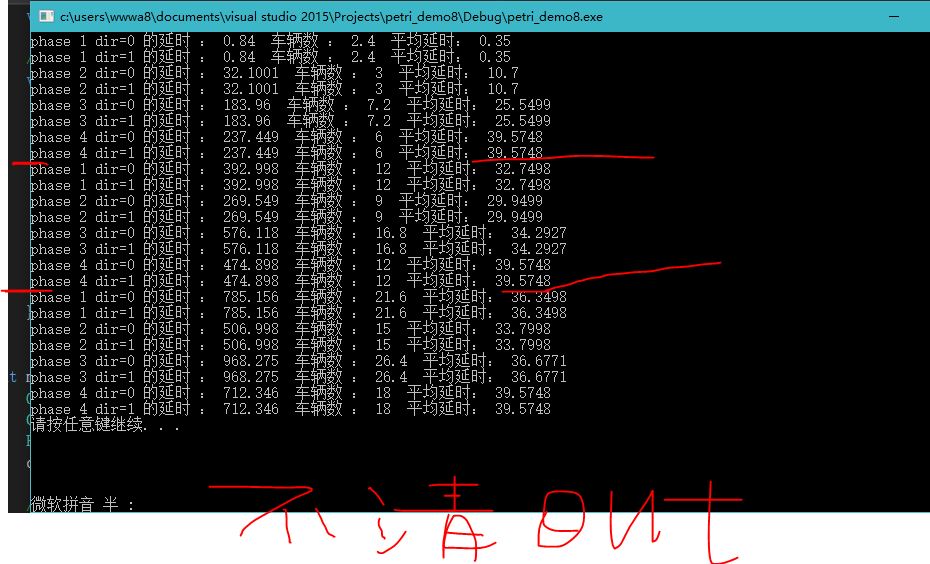 c:\users\wwwa8\documents\visual studio 2015\Projects\petri_demo8\Debug\petri_demo8.exe
phase 1 dir=0 的延时 : 0.84 车辆数 : 2.4 平均延时: 0.35
phase 1 dir=1 的延时 : 0.84 车辆数 : 2.4 平均延时: 0.35
phase 2 dir=0 的延时 : 32.1001 车辆数 : 3 平均延时: 10.7
phase 2 dir=1 的延时 : 32.1001 车辆数 : 3 平均延时: 10.7
phase 3 dir=0 的延时 : 183.96 车辆数 : 7.2 平均延时: 25.5499
phase 3 dir=1 的延时 : 183.96 车辆数 : 7.2 平均延时: 25.5499
phase 4 dir=0 的延时 : 237.449 车辆数 : 6 平均延时: 39.5748
phase 4 dir=1 的延时 : 237.449 车辆数 : 6 平均延时: 39.5748
phase 1 dir=0 的延时 : 392.998 车辆数 : 12 平均延时: 32.7498
phase 1 dir=1 的延时 : 392.998 车辆数 : 12 平均延时: 32.7498
phase 2 dir=0 的延时 : 269.549 车辆数 : 9 平均延时: 29.9499
phase 2 dir=1 的延时 : 269.549 车辆数 : 9 平均延时: 29.9499
phase 3 dir=0 的延时 : 576.118 车辆数 : 16.8 平均延时: 34.2927
phase 3 dir=1 的延时 : 576.118 车辆数 : 16.8 平均延时: 34.2927
phase 4 dir=0 的延时 : 474.898 车辆数 : 12 平均延时: 39.5748
phase 4 dir=1 的延时 : 474.898 车辆数 : 12 平均延时: 39.5748
phase 1 dir=0 的延时 : 785.156 车辆数 : 21.6 平均延时: 36.3498
phase 1 dir=1 的延时 : 785.156 车辆数 : 21.6 平均延时: 36.3498
phase 2 dir=0 的延时 : 506.998 车辆数 : 15 平均延时: 33.7998
phase 2 dir=1 的延时 : 506.998 车辆数 : 15 平均延时: 33.7998
phase 3 dir=0 的延时 : 968.275 车辆数 : 26.4 平均延时: 36.6771
phase 3 dir=1 的延时 : 968.275 车辆数 : 26.4 平均延时: 36.6771
phase 4 dir=0 的延时 : 712.346 车辆数 : 18 平均延时: 39.5748
phase 4 dir=1 的延时 : 712.346 车辆数 : 18 平均延时: 39.5748
请按任意键继续. . .
微软拼音 半 :
不清 OUt